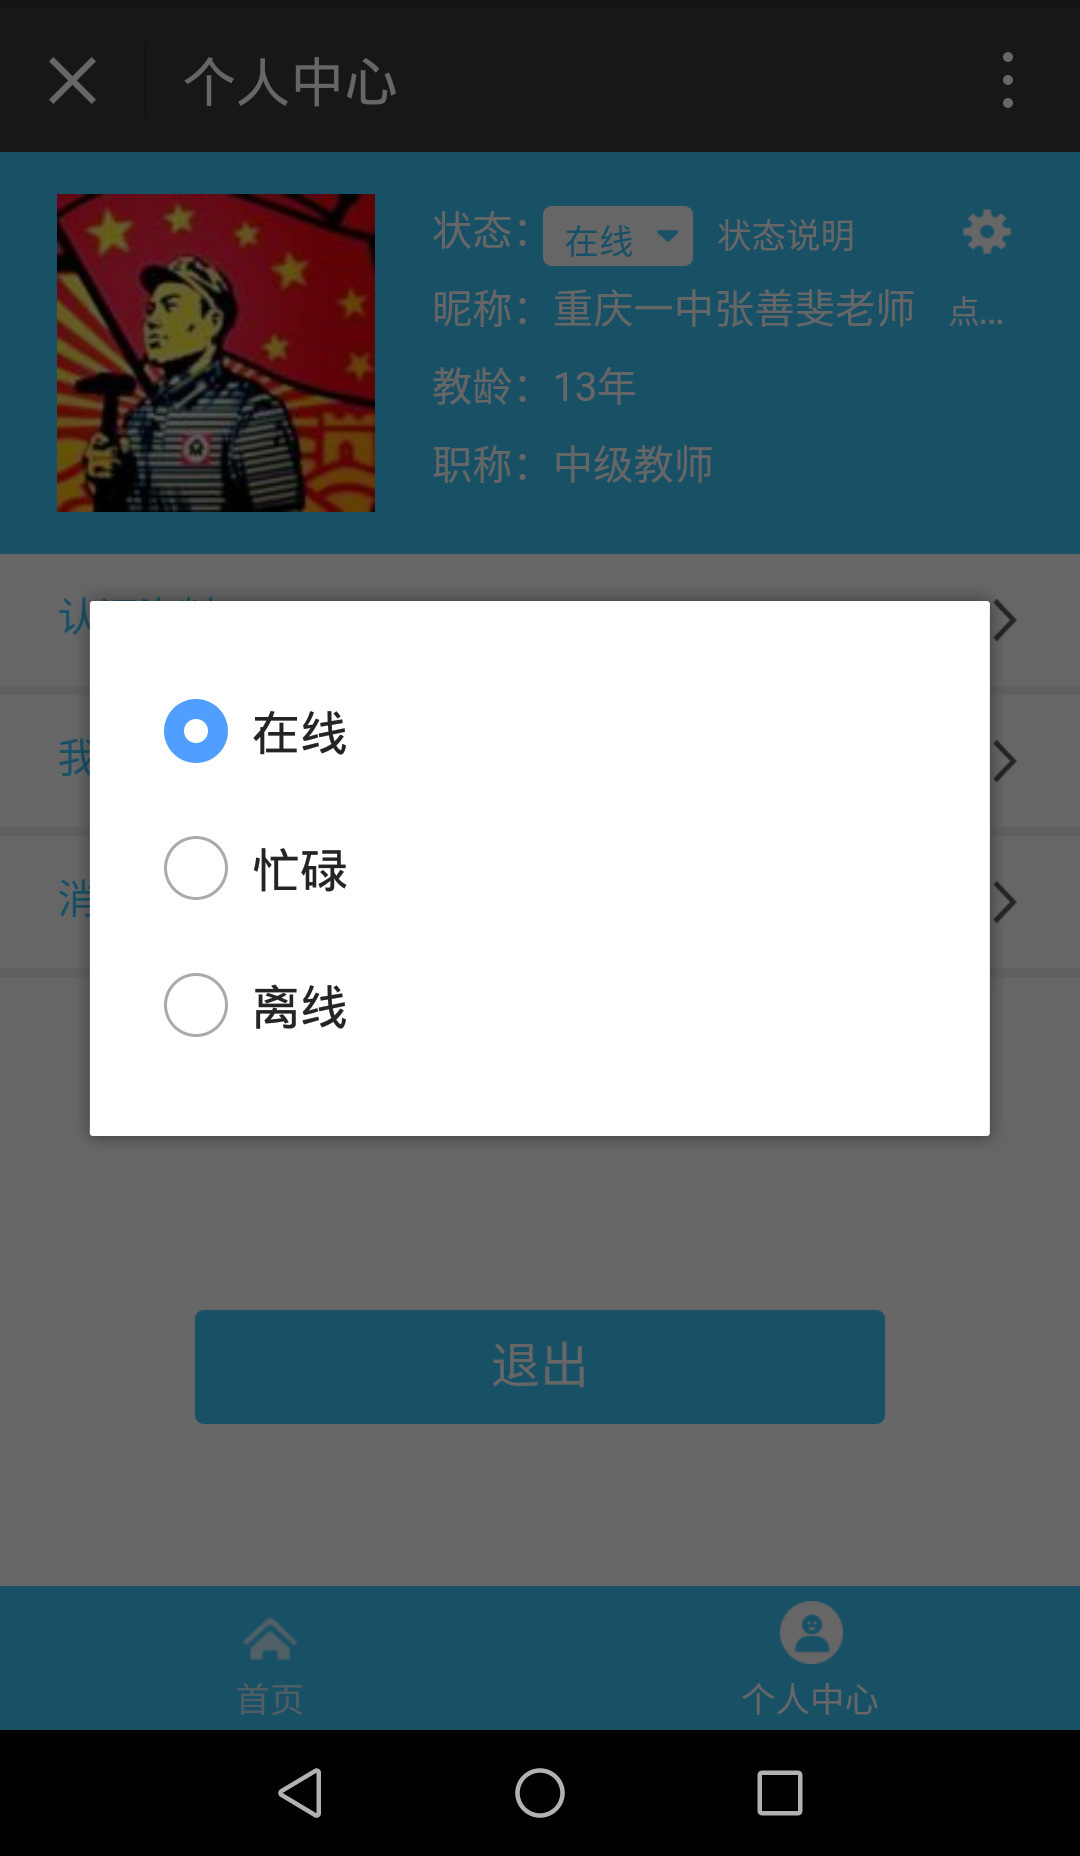 个人中心
状态：
在线
状态说明
昵称：重庆一中张善斐老师
点...
教龄：13年
职称：中级教师
我
消
在线
忙碌
离线
退出
首页
个人中心